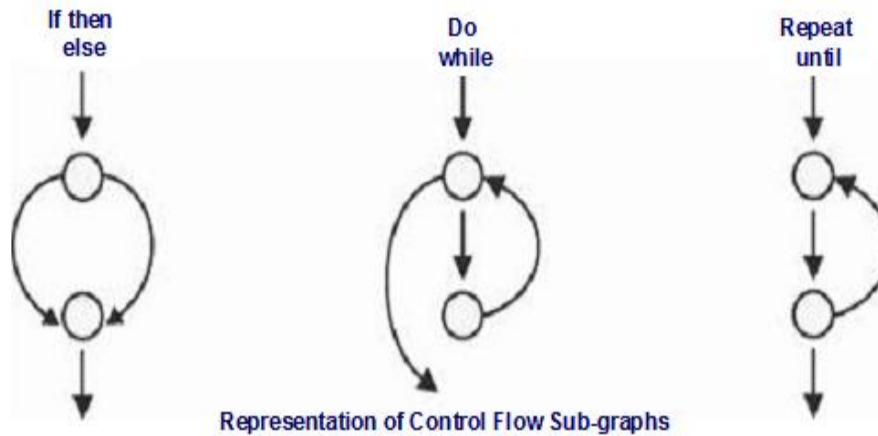 If then
else
Do
while
Repeat
until
Representation of Control Flow Sub-graphs